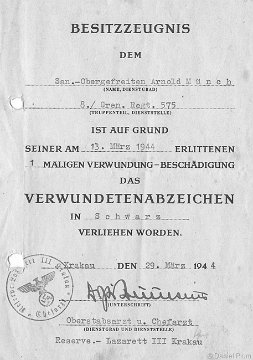 BESITZZEUGNIS
DEM
San.-Obergefreiten Arnold Münch
(NAME, DIENSTGRAD)
8./ Gren. Regt. 575
(TRUPPENTEIL, DIENSTSTELLE)
IST AUF GRUND
SEINER AM 13. März 1944 ERLITTENEN
1 MALIGEN VERWUNDUNG - BESCHÄDIGUNG
DAS
VERWUNDETENABZEICHEN
IN Schwarz
VERLIEHEN WORDEN.
Krakau DEN 29. März 1944
(UNTERSCHRIFT)
Oberstabsarzt u. Chefarzt
(DIENSTGRAD UND DIENSTSTELLE)
Reserve.- Lazarett III Krakau